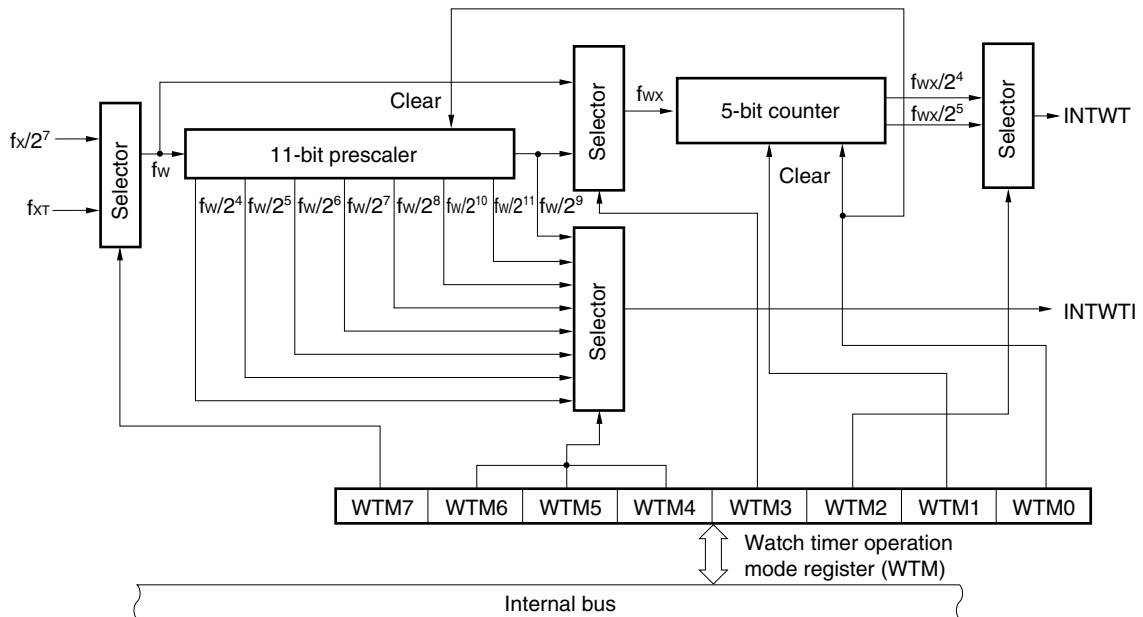 Clear
Selector
fWX
5-bit counter
fWX/2⁴
fWX/2⁵
Selector
INTWT
fX/2⁷
fXT
Selector
fW
11-bit prescaler
Clear
fW/2⁴ fW/2⁵ fW/2⁶ fW/2⁷ fW/2⁸ fW/2¹⁰ fW/2¹¹ fW/2⁹
Selector
INTWTI
WTM7 WTM6 WTM5 WTM4 WTM3 WTM2 WTM1 WTM0
Watch timer operation
mode register (WTM)
Internal bus